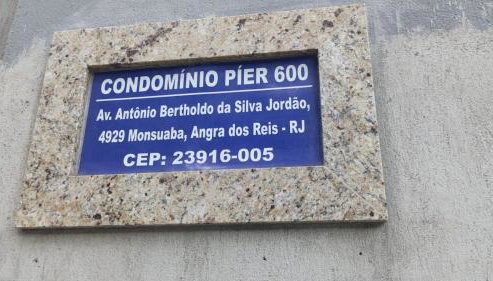 CONDOMÍNIO PÍER 600
Av. Antônio Bertholdo da Silva Jordão,
4929 Monsuaba, Angra dos Reis - RJ
CEP: 23916-005